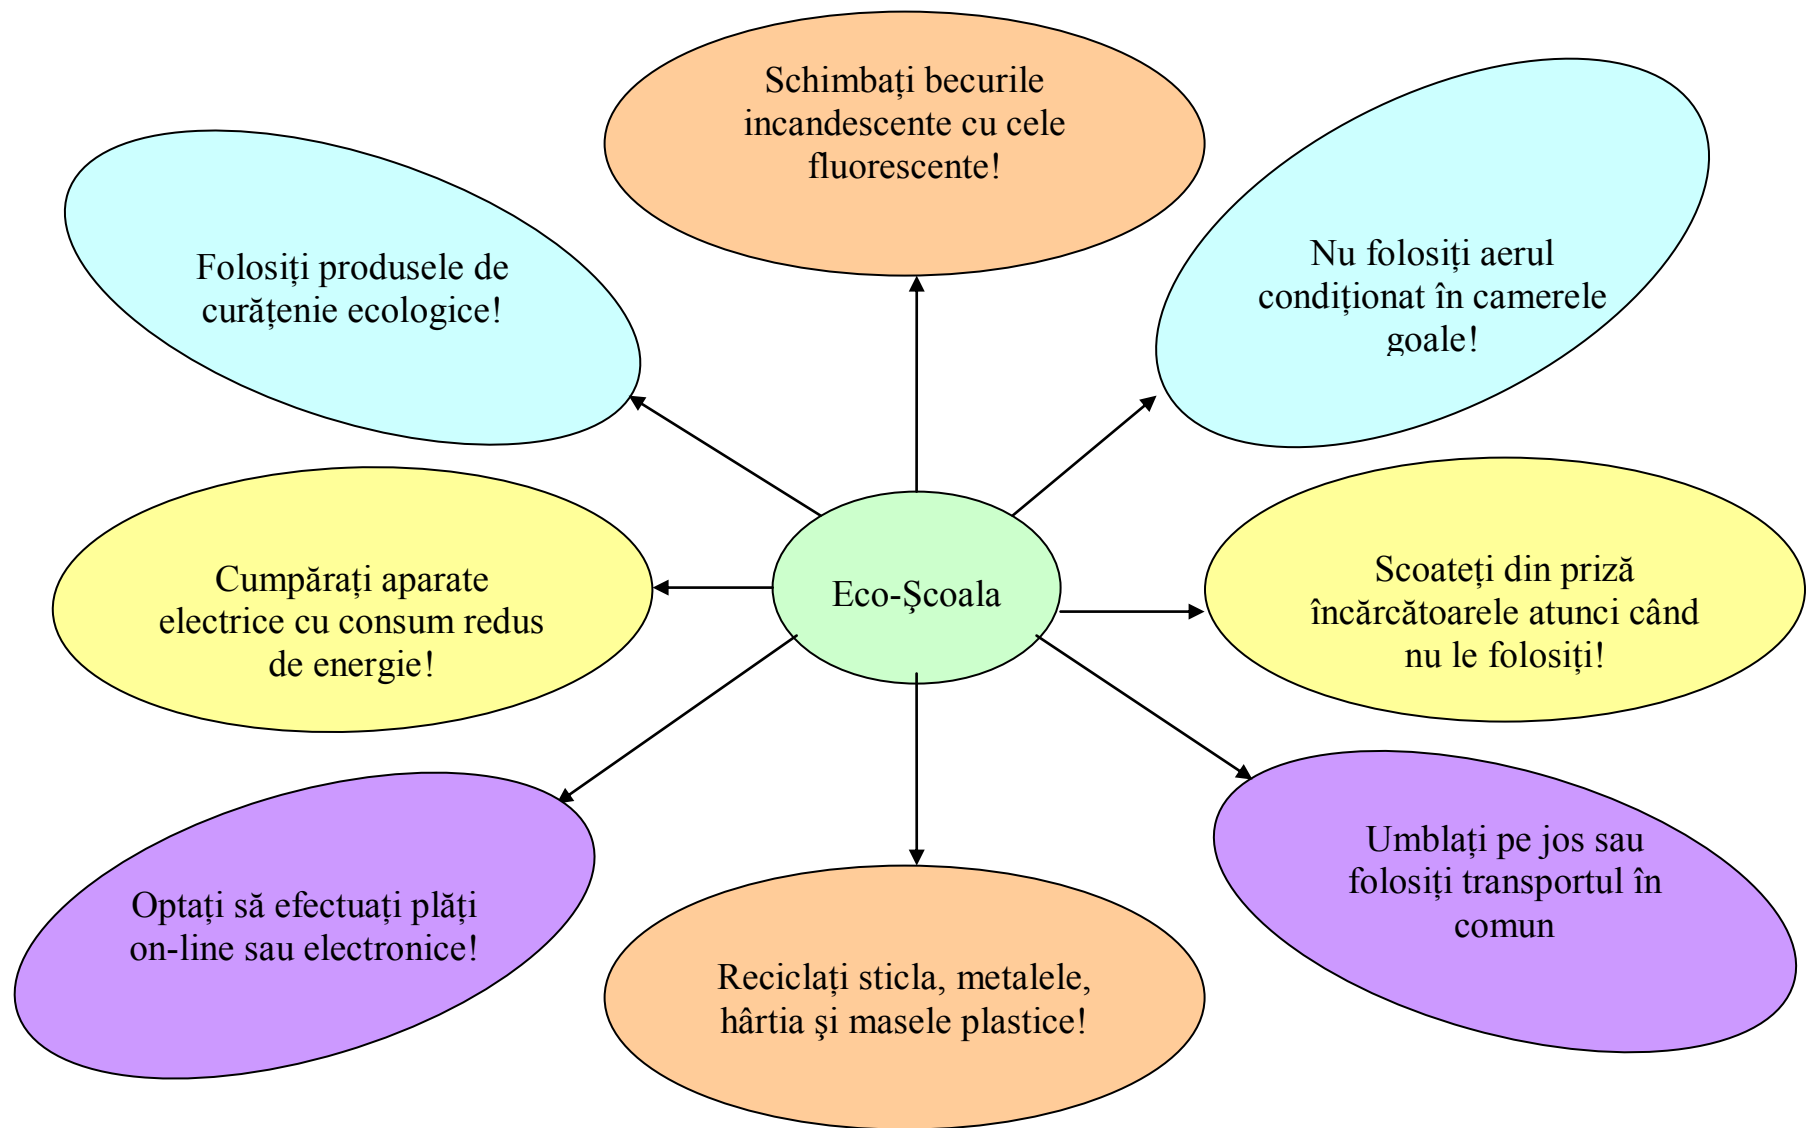 Schimbați becurile
incandescente cu cele
fluorescente!
Folosiți produsele de
curățenie ecologice!
Nu folosiți aerul
condiționat în camerele
goale!
Cumpărați aparate
electrice cu consum redus
de energie!
Eco-Şcoala
Scoateți din priză
încărcătoarele atunci când
nu le folosiți!
Optați să efectuați plăți
on-line sau electronice!
Reciclați sticla, metalele,
hârtia şi masele plastice!
Umblați pe jos sau
folosiți transportul în
comun